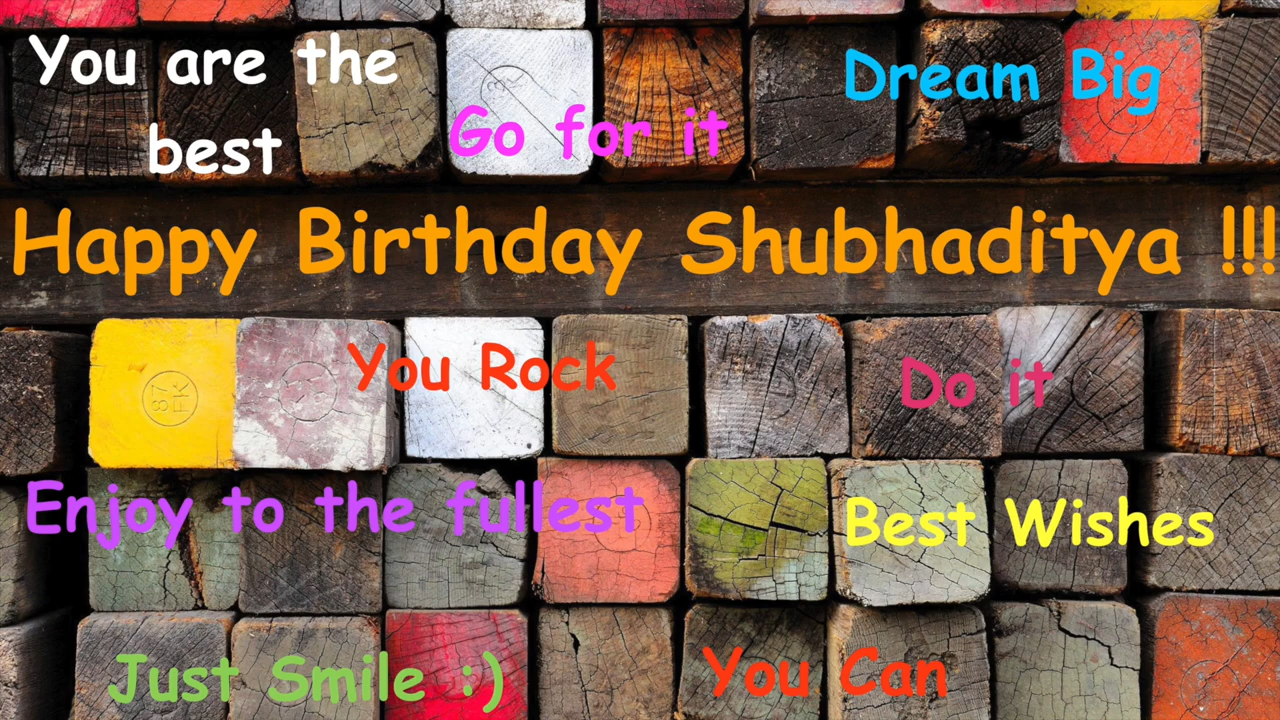 You are the
best
Go for it
Dream Big
Happy Birthday Shubhaditya !!!
You Rock
Do it
Enjoy to the fullest
Best Wishes
Just Smile :)
You Can